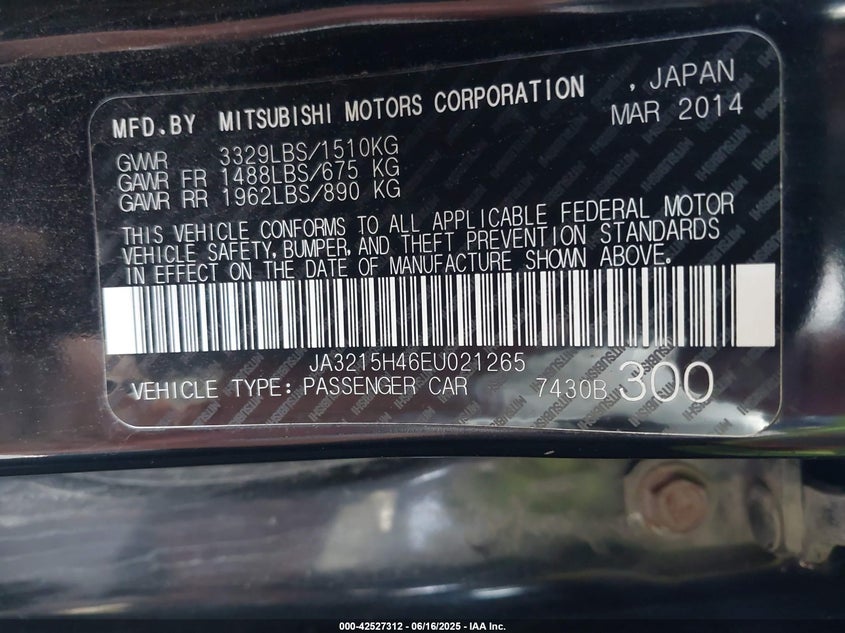 MFD.BY MITSUBISHI MOTORS CORPORATION , JAPAN
MAR 2014
GVWR 3329LBS/1510KG
GAWR FR 1488LBS/675 KG
GAWR RR 1962LBS/890 KG
THIS VEHICLE CONFORMS TO ALL APPLICABLE FEDERAL MOTOR
VEHICLE SAFETY, BUMPER, AND THEFT PREVENTION STANDARDS
IN EFFECT ON THE DATE OF MANUFACTURE SHOWN ABOVE.
JA3215H46EU021265
VEHICLE TYPE: PASSENGER CAR 7430B 300
000-42527312 - 06/16/2025 - IAA Inc.